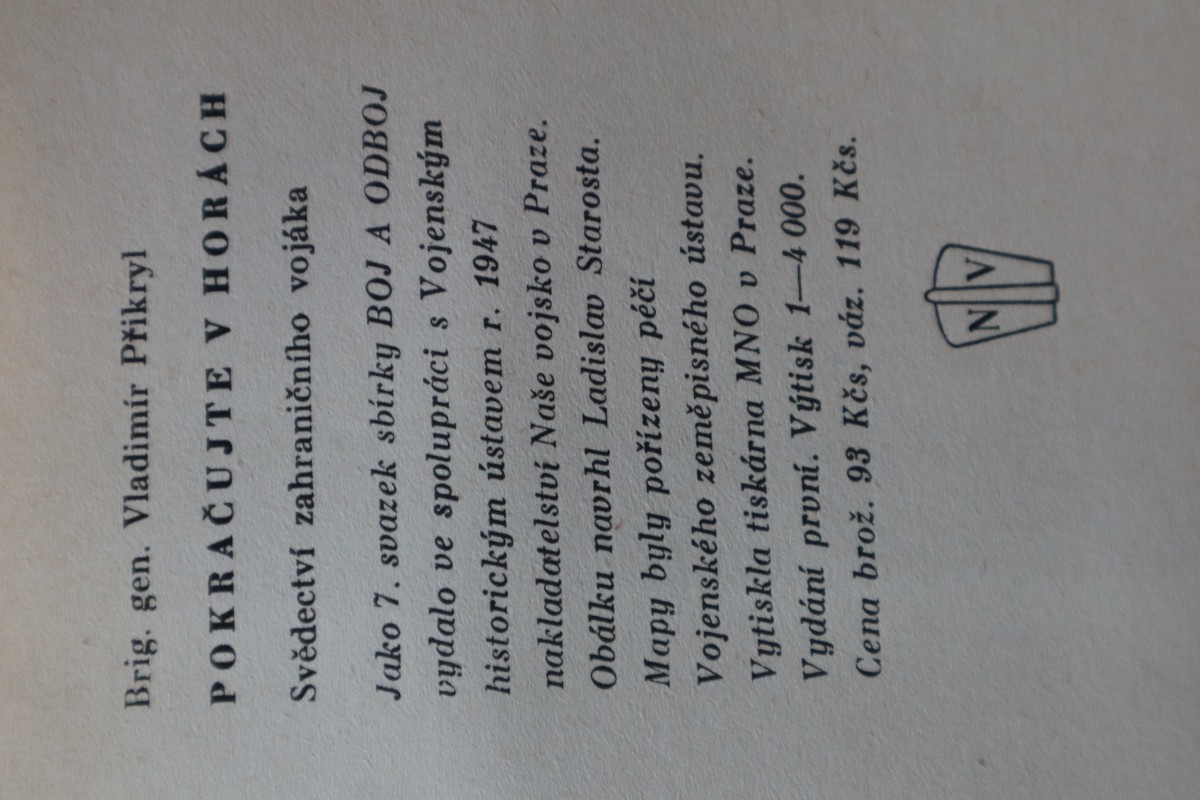 Brig. gen. Vladimír Přikryl
POKRAČUJTE V HORÁCH
Svědectví zahraničního vojáka
Jako 7. svazek sbírky BOJ A ODBOJ
vydalo ve spolupráci s Vojenským
historickým ústavem r. 1947
nakladatelství Naše vojsko v Praze.
Obálku navrhl Ladislav Starosta.
Mapy byly pořízeny péčí
Vojenského zeměpisného ústavu.
Vytiskla tiskárna MNO v Praze.
Vydání první. Výtisk 1—4 000.
Cena brož. 93 Kčs, váz. 119 Kčs.
N V